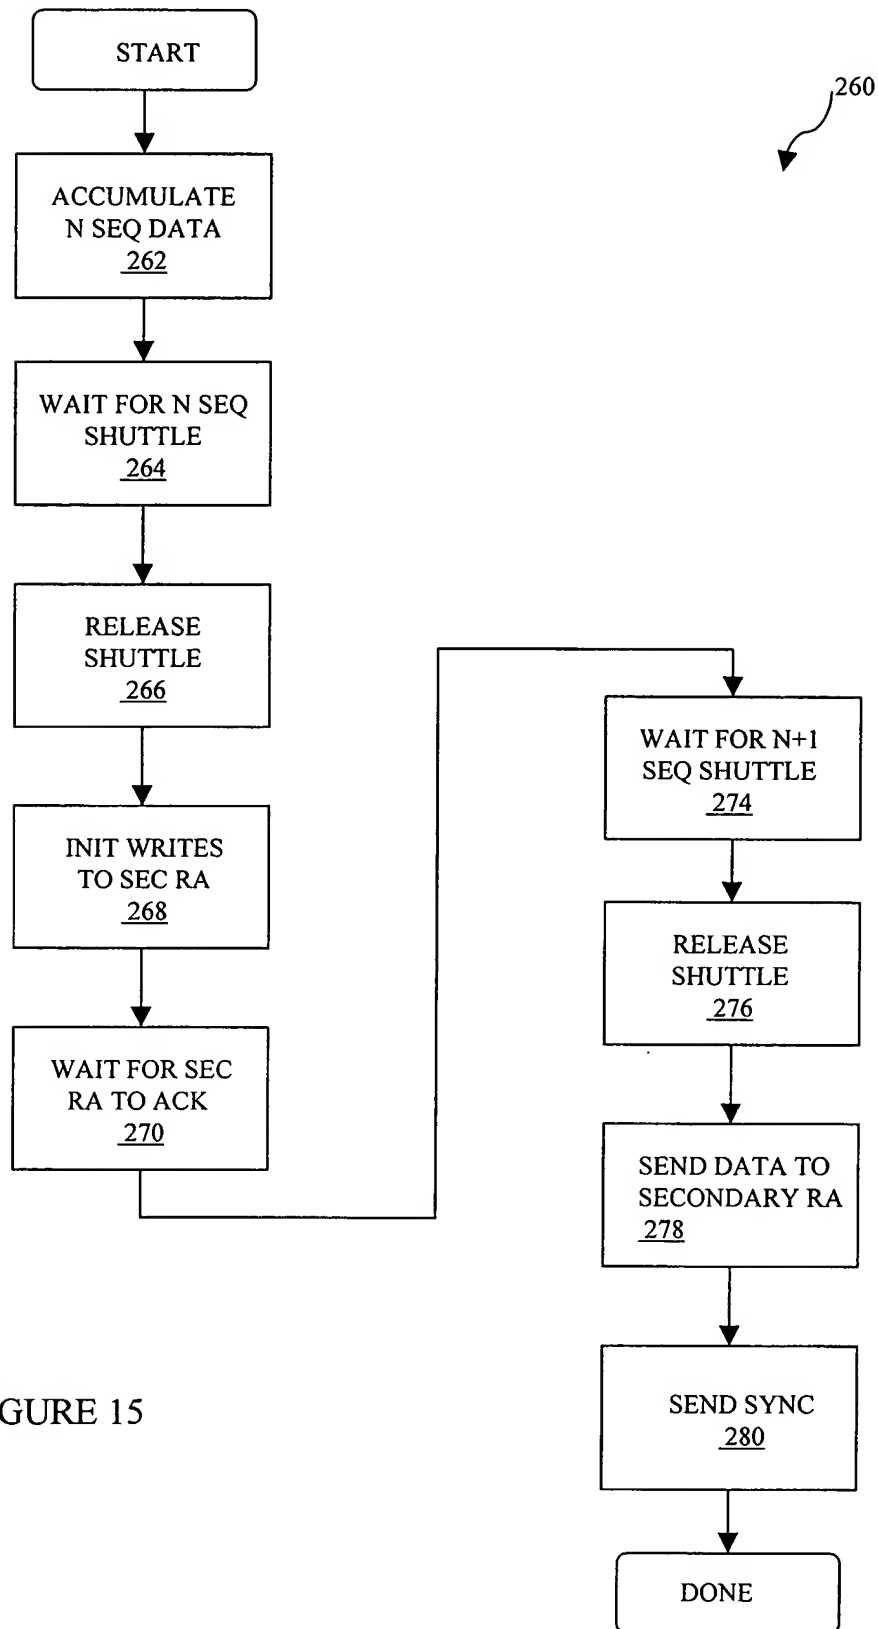 START
260
ACCUMULATE
N SEQ DATA
262
WAIT FOR N SEQ
SHUTTLE
264
RELEASE
SHUTTLE
266
INIT WRITES
TO SEC RA
268
WAIT FOR SEC
RA TO ACK
270
WAIT FOR N+1
SEQ SHUTTLE
274
RELEASE
SHUTTLE
276
SEND DATA TO
SECONDARY RA
278
SEND SYNC
280
DONE
GURE 15